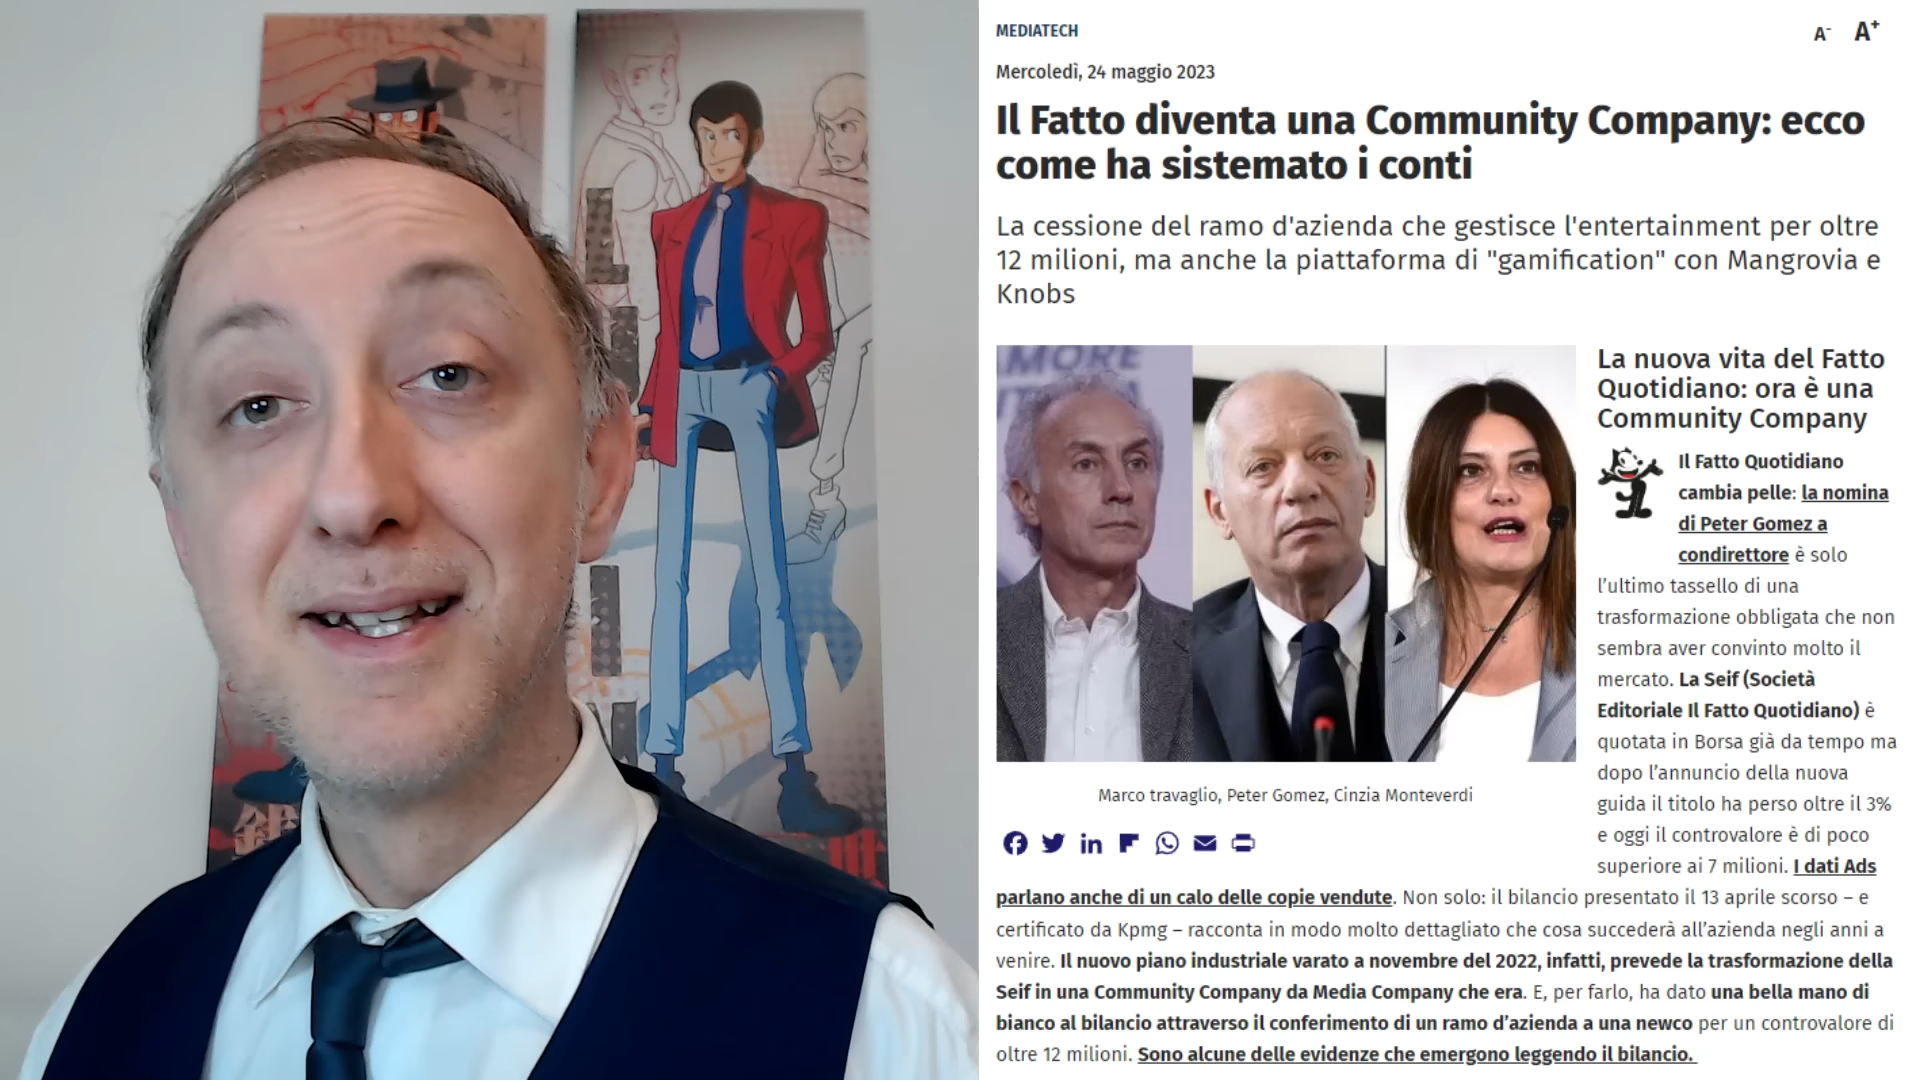 MEDIATECH
A- A+
Mercoledì, 24 maggio 2023
Il Fatto diventa una Community Company: ecco
come ha sistemato i conti
La cessione del ramo d'azienda che gestisce l'entertainment per oltre
12 milioni, ma anche la piattaforma di "gamification" con Mangrovia e
Knobs
AMORE
La nuova vita del Fatto
Quotidiano: ora è una
Community Company
Il Fatto Quotidiano
cambia pelle: la nomina
di Peter Gomez a
condirettore è solo
l'ultimo tassello di una
trasformazione obbligata che non
sembra aver convinto molto il
mercato. La Seif (Società
Editoriale Il Fatto Quotidiano) è
quotata in Borsa già da tempo ma
dopo l'annuncio della nuova
guida il titolo ha perso oltre il 3%
e oggi il controvalore è di poco
superiore ai 7 milioni. I dati Ads
Marco travaglio, Peter Gomez, Cinzia Monteverdi
parlano anche di un calo delle copie vendute. Non solo: il bilancio presentato il 13 aprile scorso – e
certificato da Kpmg – racconta in modo molto dettagliato che cosa succederà all'azienda negli anni a
venire. Il nuovo piano industriale varato a novembre del 2022, infatti, prevede la trasformazione della
Seif in una Community Company da Media Company che era. E, per farlo, ha dato una bella mano di
bianco al bilancio attraverso il conferimento di un ramo d'azienda a una newco per un controvalore di
oltre 12 milioni. Sono alcune delle evidenze che emergono leggendo il bilancio.